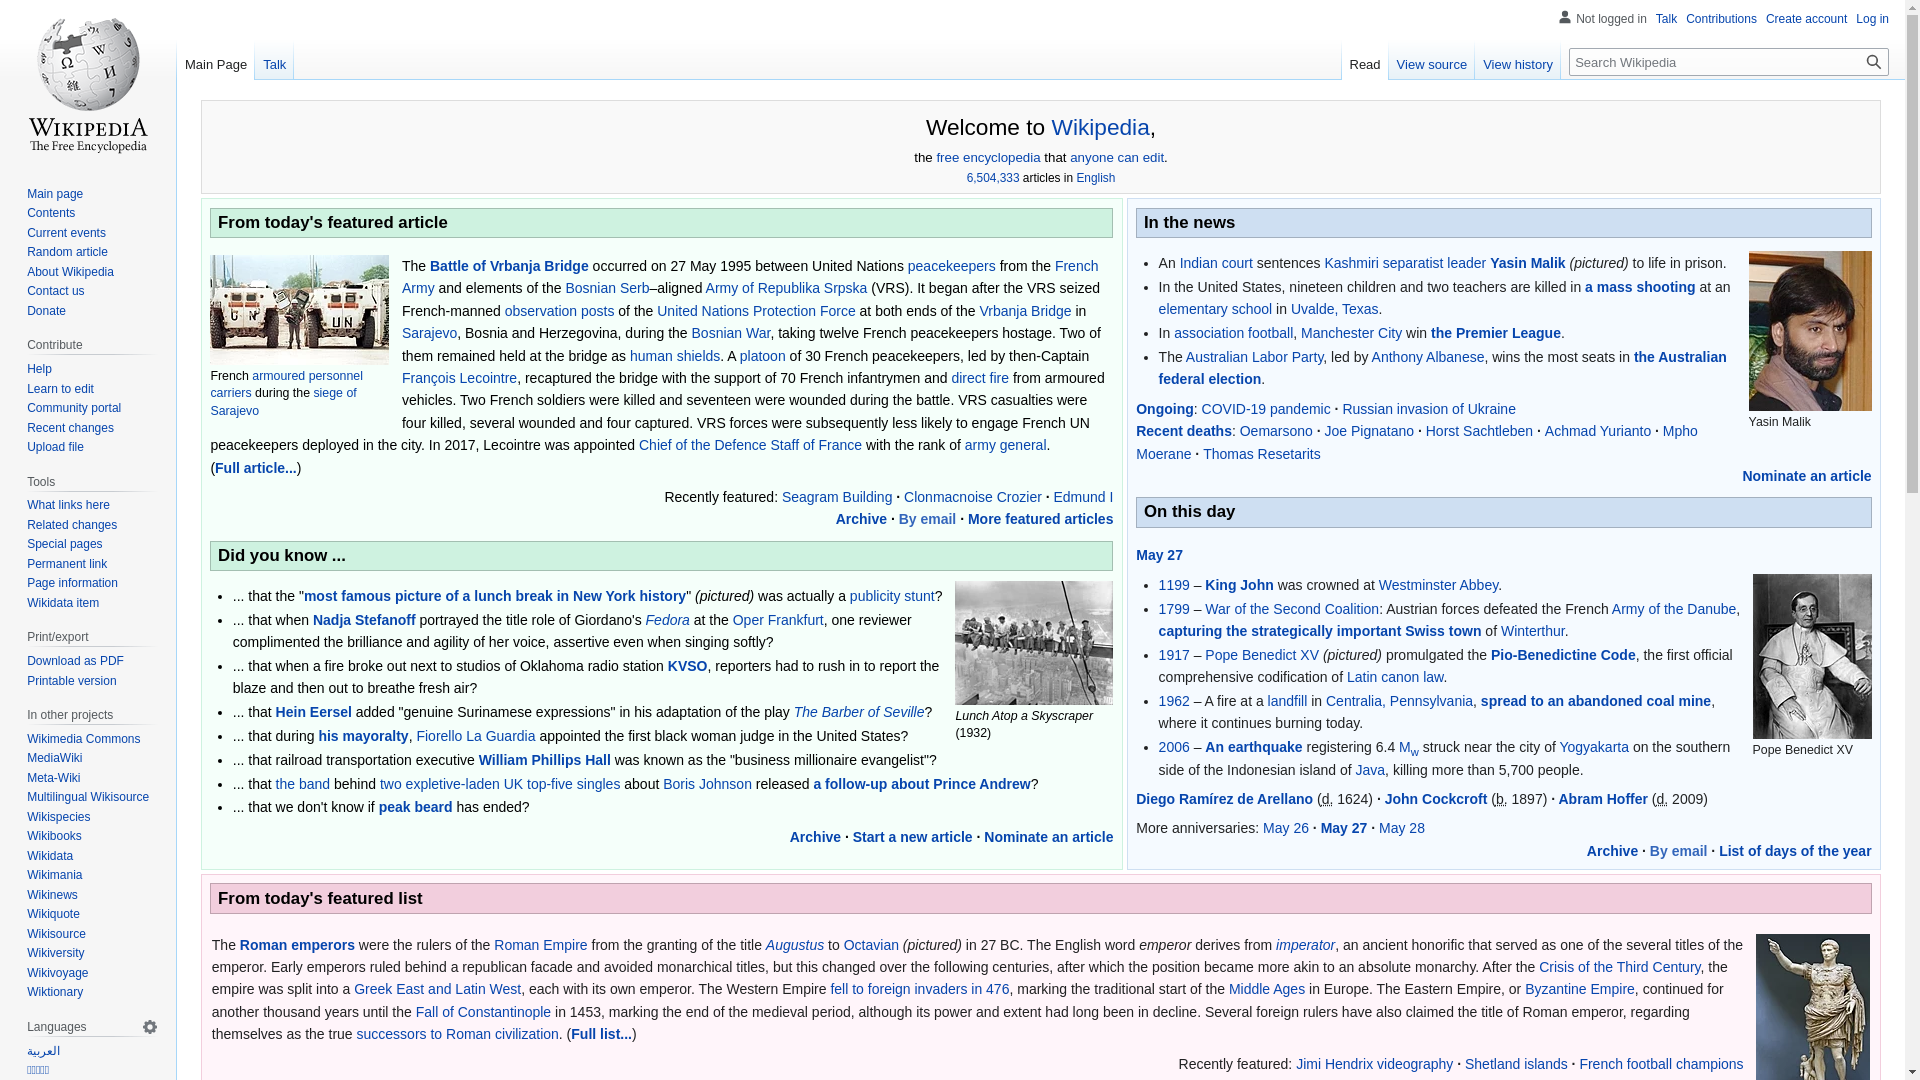 Not logged in Talk Contributions Create account Log in
Main Page Talk
Read View source View history Search Wikipedia
WIKIPEDIA
The Free Encyclopedia
Main page
Contents
Current events
Random article
About Wikipedia
Contact us
Donate
Contribute
Help
Learn to edit
Community portal
Recent changes
Upload file
Tools
What links here
Related changes
Special pages
Permanent link
Page information
Wikidata item
Print/export
Download as PDF
Printable version
In other projects
Wikimedia Commons
MediaWiki
Meta-Wiki
Multilingual Wikisource
Wikispecies
Wikibooks
Wikidata
Wikimania
Wikinews
Wikiquote
Wikisource
Wikiversity
Wikivoyage
Wiktionary
Languages
العربية
Welcome to Wikipedia,
the free encyclopedia that anyone can edit.
6,504,333 articles in English
From today's featured article
UN
French armoured personnel
carriers during the siege of
Sarajevo
The Battle of Vrbanja Bridge occurred on 27 May 1995 between United Nations peacekeepers from the French
Army and elements of the Bosnian Serb–aligned Army of Republika Srpska (VRS). It began after the VRS seized
French-manned observation posts of the United Nations Protection Force at both ends of the Vrbanja Bridge in
Sarajevo, Bosnia and Herzegovina, during the Bosnian War, taking twelve French peacekeepers hostage. Two of
them remained held at the bridge as human shields. A platoon of 30 French peacekeepers, led by then-Captain
François Lecointre, recaptured the bridge with the support of 70 French infantrymen and direct fire from armoured
vehicles. Two French soldiers were killed and seventeen were wounded during the battle. VRS casualties were
four killed, several wounded and four captured. VRS forces were subsequently less likely to engage French UN
peacekeepers deployed in the city. In 2017, Lecointre was appointed Chief of the Defence Staff of France with the rank of army general.
(Full article...)
Recently featured: Seagram Building · Clonmacnoise Crozier · Edmund I
Archive · By email · More featured articles
Did you know ...
... that the "most famous picture of a lunch break in New York history" (pictured) was actually a publicity stunt?
... that when Nadja Stefanoff portrayed the title role of Giordano's Fedora at the Oper Frankfurt, one reviewer
complimented the brilliance and agility of her voice, assertive even when singing softly?
... that when a fire broke out next to studios of Oklahoma radio station KVSO, reporters had to rush in to report the
blaze and then out to breathe fresh air?
... that Hein Eersel added "genuine Surinamese expressions" in his adaptation of the play The Barber of Seville?
... that during his mayoralty, Fiorello La Guardia appointed the first black woman judge in the United States?
... that railroad transportation executive William Phillips Hall was known as the "business millionaire evangelist"?
... that the band behind two expletive-laden UK top-five singles about Boris Johnson released a follow-up about Prince Andrew?
... that we don't know if peak beard has ended?
Lunch Atop a Skyscraper
(1932)
Archive · Start a new article · Nominate an article
In the news
An Indian court sentences Kashmiri separatist leader Yasin Malik (pictured) to life in prison.
In the United States, nineteen children and two teachers are killed in a mass shooting at an
elementary school in Uvalde, Texas.
In association football, Manchester City win the Premier League.
The Australian Labor Party, led by Anthony Albanese, wins the most seats in the Australian
federal election.
Yasin Malik
Ongoing: COVID-19 pandemic · Russian invasion of Ukraine
Recent deaths: Oemarsono · Joe Pignatano · Horst Sachtleben · Achmad Yurianto · Mpho
Moerane · Thomas Resetarits
Nominate an article
On this day
May 27
1199 – King John was crowned at Westminster Abbey.
1799 – War of the Second Coalition: Austrian forces defeated the French Army of the Danube,
capturing the strategically important Swiss town of Winterthur.
1917 – Pope Benedict XV (pictured) promulgated the Pio-Benedictine Code, the first official
comprehensive codification of Latin canon law.
1962 – A fire at a landfill in Centralia, Pennsylvania, spread to an abandoned coal mine,
where it continues burning today.
2006 – An earthquake registering 6.4 Mw struck near the city of Yogyakarta on the southern
side of the Indonesian island of Java, killing more than 5,700 people.
Pope Benedict XV
Diego Ramírez de Arellano (d. 1624) · John Cockcroft (b. 1897) · Abram Hoffer (d. 2009)
More anniversaries: May 26 · May 27 · May 28
Archive · By email · List of days of the year
From today's featured list
The Roman emperors were the rulers of the Roman Empire from the granting of the title Augustus to Octavian (pictured) in 27 BC. The English word emperor derives from imperator, an ancient honorific that served as one of the several titles of the
emperor. Early emperors ruled behind a republican facade and avoided monarchical titles, but this changed over the following centuries, after which the position became more akin to an absolute monarchy. After the Crisis of the Third Century, the
empire was split into a Greek East and Latin West, each with its own emperor. The Western Empire fell to foreign invaders in 476, marking the traditional start of the Middle Ages in Europe. The Eastern Empire, or Byzantine Empire, continued for
another thousand years until the Fall of Constantinople in 1453, marking the end of the medieval period, although its power and extent had long been in decline. Several foreign rulers have also claimed the title of Roman emperor, regarding
themselves as the true successors to Roman civilization. (Full list...)
Recently featured: Jimi Hendrix videography · Shetland islands · French football champions